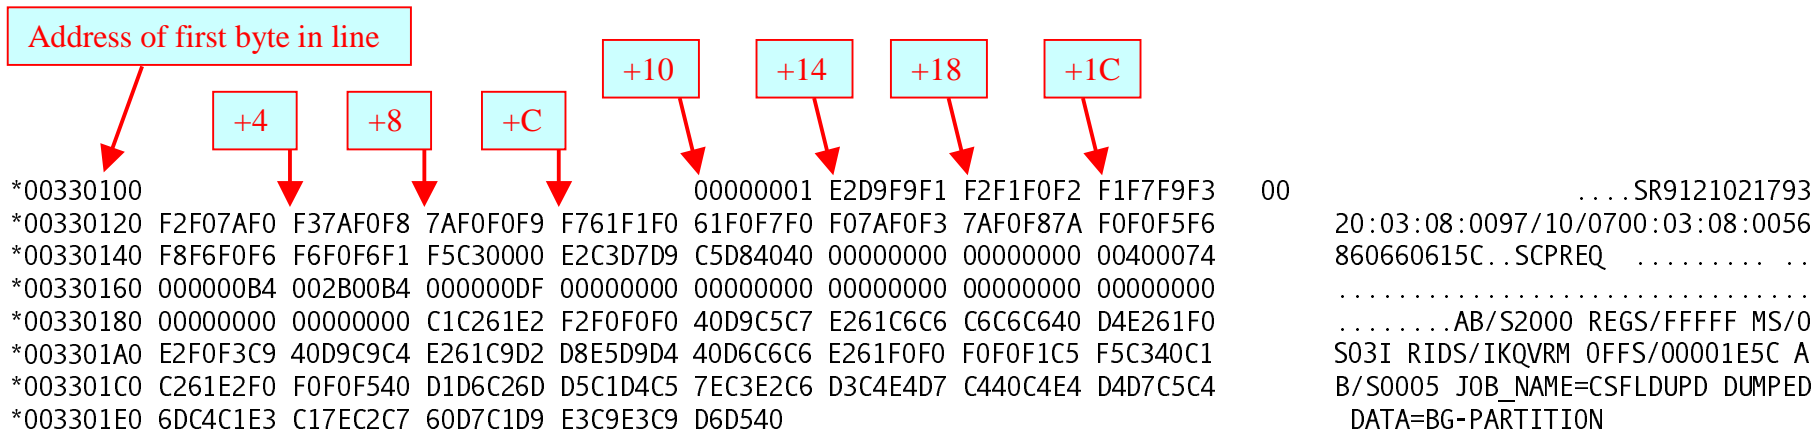 Address of first byte in line
+10 +14 +18 +1C
+4 +8 +C
*00330100 00000001 E2D9F9F1 F2F1F0F2 F1F7F9F3 00 ....SR9121021793
*00330120 F2F07AF0 F37AF0F8 7AF0F0F9 F761F1F0 61F0F7F0 F07AF0F3 7AF0F87A F0F0F5F6 20:03:08:0097/10/0700:03:08:0056
*00330140 F8F6F0F6 F6F0F6F1 F5C30000 E2C3D7D9 C5D84040 00000000 00000000 00400074 860660615C..SCPREQ ......... ..
*00330160 000000B4 002B00B4 000000DF 00000000 00000000 00000000 00000000 00000000 ................................
*00330180 00000000 00000000 C1C261E2 F2F0F0F0 40D9C5C7 E261C6C6 C6C6C640 D4E261F0 ........AB/S2000 REGS/FFFFF MS/0
*003301A0 E2F0F3C9 40D9C9C4 E261C9D2 D8E5D9D4 40D6C6C6 E261F0F0 F0F0F1C5 F5C340C1 S03I RIDS/IKQVRM OFFS/00001E5C A
*003301C0 C261E2F0 F0F0F540 D1D6C26D D5C1D4C5 7EC3E2C6 D3C4E4D7 C440C4E4 D4D7C5C4 B/S0005 JOB_NAME=CSFLDUPD DUMPED
*003301E0 6DC4C1E3 C17EC2C7 60D7C1D9 E3C9E3C9 D6D540 DATA=BG-PARTITION